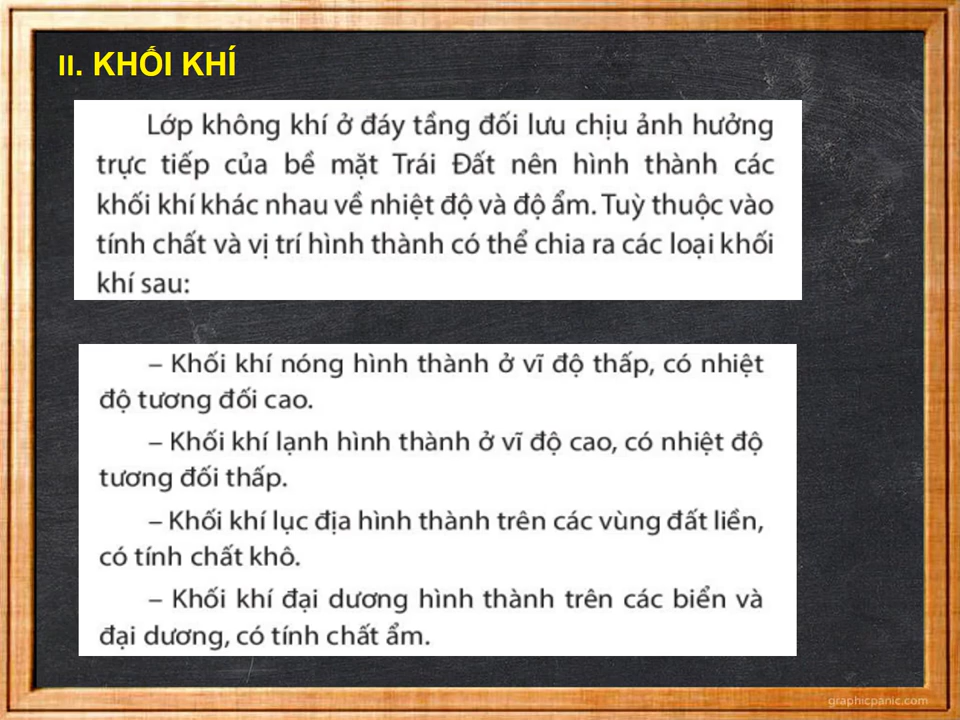 II. KHỐI KHÍ
Lớp không khí ở đáy tầng đối lưu chịu ảnh hưởng
trực tiếp của bề mặt Trái Đất nên hình thành các
khối khí khác nhau về nhiệt độ và độ ẩm. Tuỳ thuộc vào
tính chất và vị trí hình thành có thể chia ra các loại khối
khí sau:
– Khối khí nóng hình thành ở vĩ độ thấp, có nhiệt
độ tương đối cao.
– Khối khí lạnh hình thành ở vĩ độ cao, có nhiệt độ
tương đối thấp.
– Khối khí lục địa hình thành trên các vùng đất liền,
có tính chất khô.
– Khối khí đại dương hình thành trên các biển và
đại dương, có tính chất ẩm.
graphicpanic.com